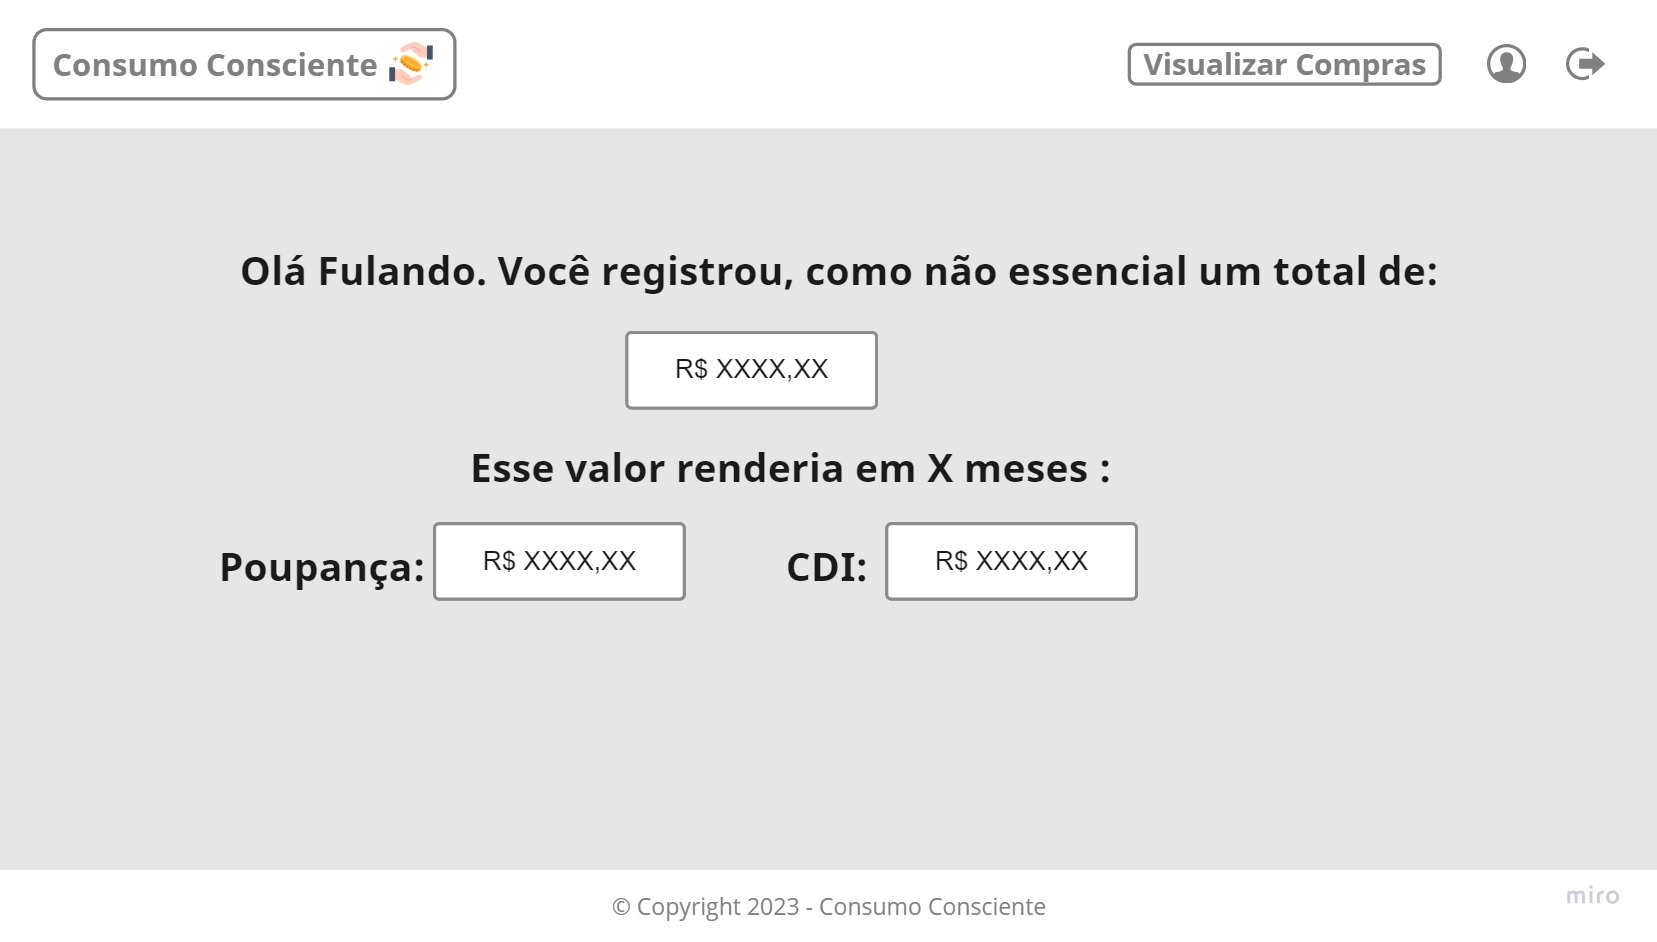 Consumo Consciente
Visualizar Compras
Olá Fulando. Você registrou, como não essencial um total de:
R$ XXXX,XX
Esse valor renderia em X meses :
Poupança: R$ XXXX,XX CDI: R$ XXXX,XX
© Copyright 2023 - Consumo Consciente
miro